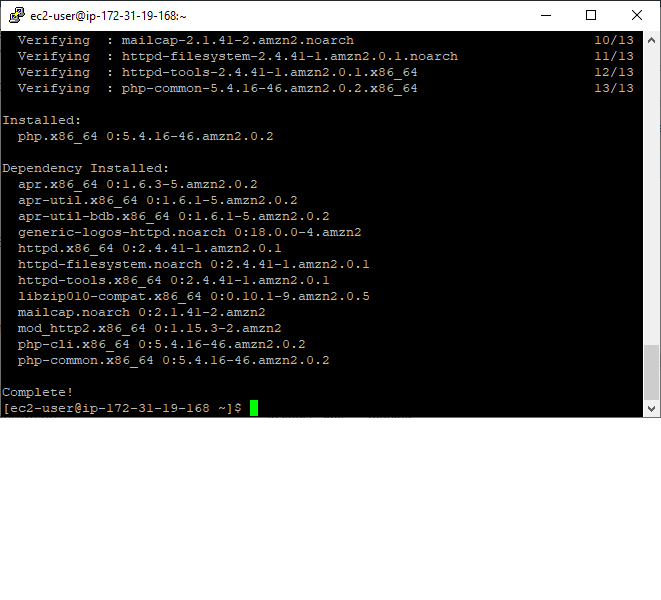 ec2-user@ip-172-31-19-168:~
Verifying  : mailcap-2.1.41-2.amzn2.noarch 10/13
Verifying  : httpd-filesystem-2.4.41-1.amzn2.0.1.noarch 11/13
Verifying  : httpd-tools-2.4.41-1.amzn2.0.1.x86_64 12/13
Verifying  : php-common-5.4.16-46.amzn2.0.2.x86_64 13/13
Installed:
php.x86_64 0:5.4.16-46.amzn2.0.2
Dependency Installed:
apr.x86_64 0:1.6.3-5.amzn2.0.2
apr-util.x86_64 0:1.6.1-5.amzn2.0.2
apr-util-bdb.x86_64 0:1.6.1-5.amzn2.0.2
generic-logos-httpd.noarch 0:18.0.0-4.amzn2
httpd.x86_64 0:2.4.41-1.amzn2.0.1
httpd-filesystem.noarch 0:2.4.41-1.amzn2.0.1
httpd-tools.x86_64 0:2.4.41-1.amzn2.0.1
libzip010-compat.x86_64 0:0.10.1-9.amzn2.0.5
mailcap.noarch 0:2.1.41-2.amzn2
mod_http2.x86_64 0:1.15.3-2.amzn2
php-cli.x86_64 0:5.4.16-46.amzn2.0.2
php-common.x86_64 0:5.4.16-46.amzn2.0.2
Complete!
[ec2-user@ip-172-31-19-168 ~]$